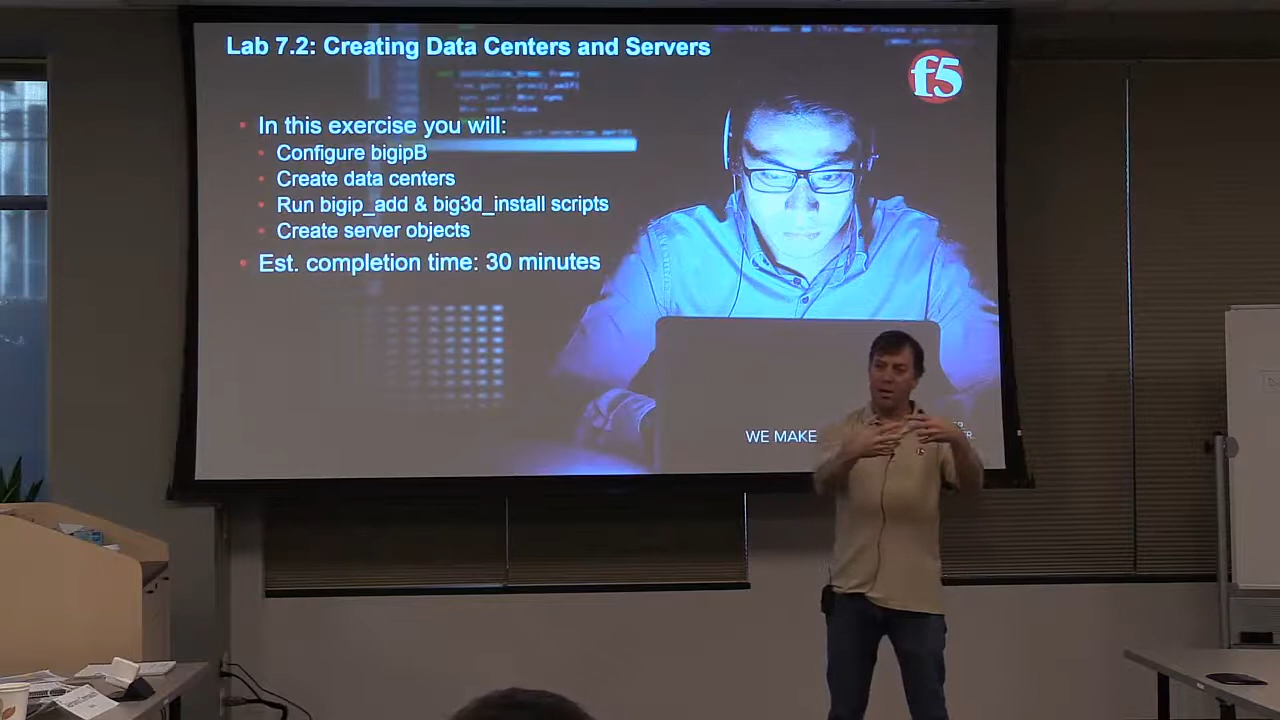 Lab 7.2: Creating Data Centers and Servers
f5
In this exercise you will:
Configure bigipB
Create data centers
Run bigip_add & big3d_install scripts
Create server objects
Est. completion time: 30 minutes
WE MAKE